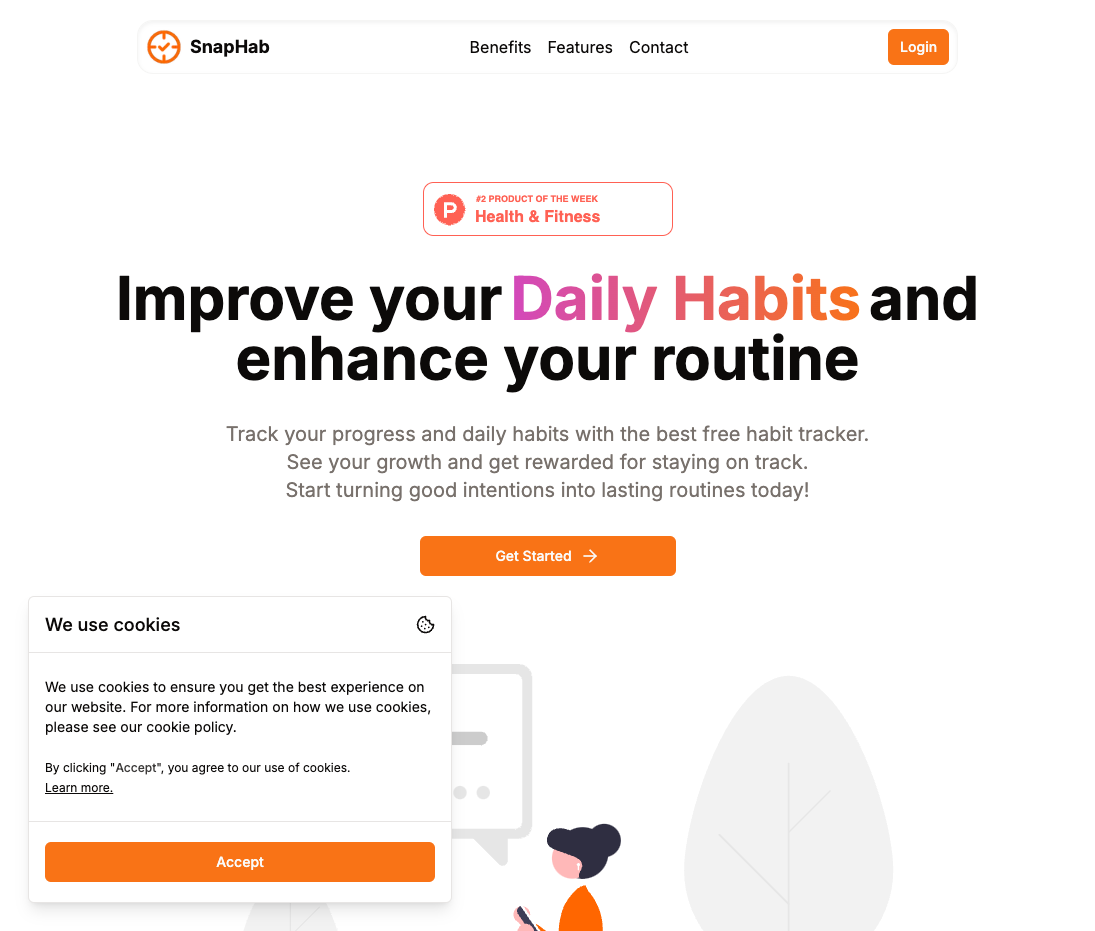 SnapHab
Benefits Features Contact
Login
P
#2 PRODUCT OF THE WEEK
Health & Fitness
Improve your Daily Habits and
enhance your routine
Track your progress and daily habits with the best free habit tracker.
See your growth and get rewarded for staying on track.
Start turning good intentions into lasting routines today!
Get Started
We use cookies
We use cookies to ensure you get the best experience on
our website. For more information on how we use cookies,
please see our cookie policy.
By clicking "Accept", you agree to our use of cookies.
Learn more.
Accept